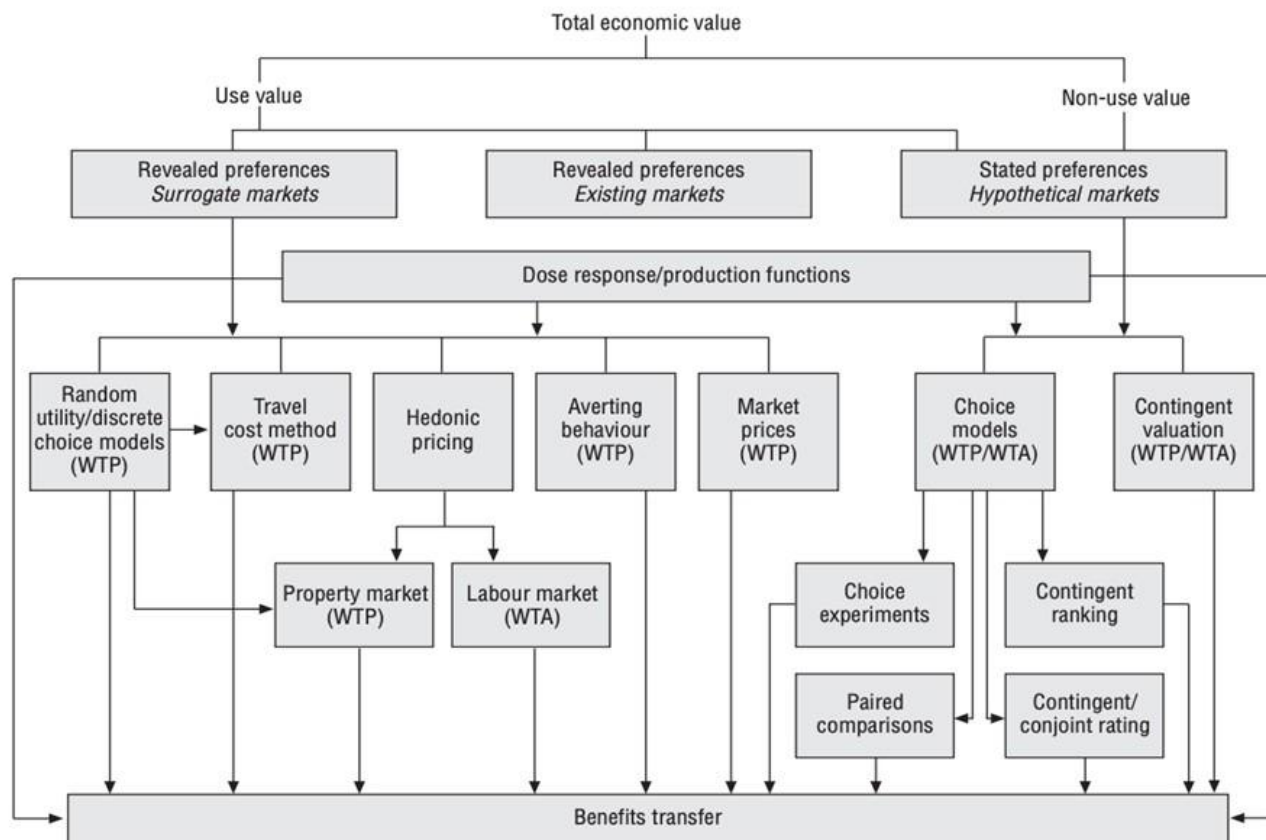 Total economic value
Use value
Non-use value
Revealed preferences
Surrogate markets
Revealed preferences
Existing markets
Stated preferences
Hypothetical markets
Dose response/production functions
Random
utility/discrete
choice models
(WTP)
Travel
cost method
(WTP)
Hedonic
pricing
Averting
behaviour
(WTP)
Market
prices
(WTP)
Choice
models
(WTP/WTA)
Contingent
valuation
(WTP/WTA)
Property market
(WTP)
Labour market
(WTA)
Choice
experiments
Contingent
ranking
Paired
comparisons
Contingent/
conjoint rating
Benefits transfer